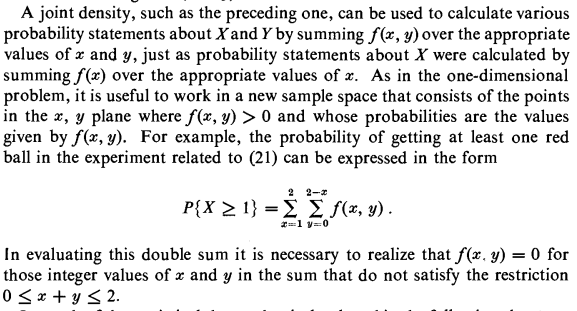 A joint density, such as the preceding one, can be used to calculate various
probability statements about X and Y by summing f(x, y) over the appropriate
values of x and y, just as probability statements about X were calculated by
summing f(x) over the appropriate values of x. As in the one-dimensional
problem, it is useful to work in a new sample space that consists of the points
in the x, y plane where f(x, y) > 0 and whose probabilities are the values
given by f(x, y). For example, the probability of getting at least one red
ball in the experiment related to (21) can be expressed in the form
P{X ≥ 1} = \sum_{x=1}^{2} \sum_{y=0}^{2-x} f(x, y) .
In evaluating this double sum it is necessary to realize that f(x. y) = 0 for
those integer values of x and y in the sum that do not satisfy the restriction
0 ≤ x + y ≤ 2.